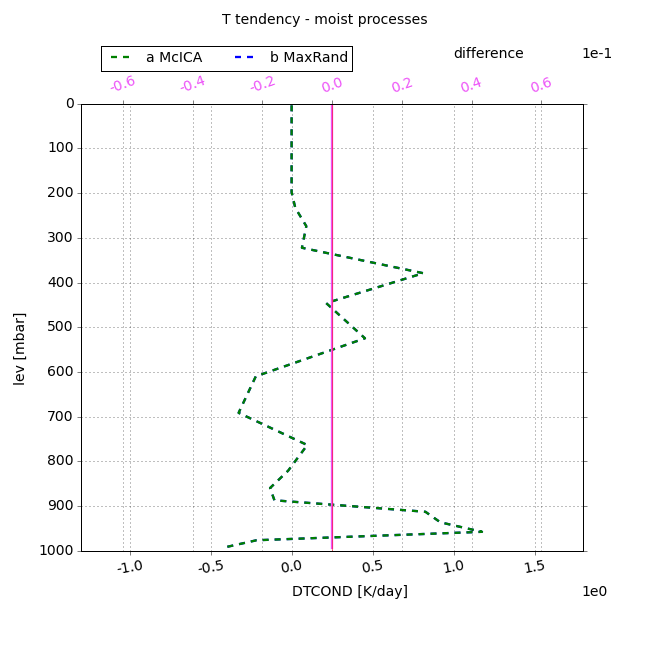 T tendency - moist processes
a McICA b MaxRand difference 1e-1
-0.6 -0.4 -0.2 0.0 0.2 0.4 0.6
0
100
200
300
400
500
600
700
800
900
1000
lev [mbar]
-1.0 -0.5 0.0 0.5 1.0 1.5
DTCOND [K/day] 1e0